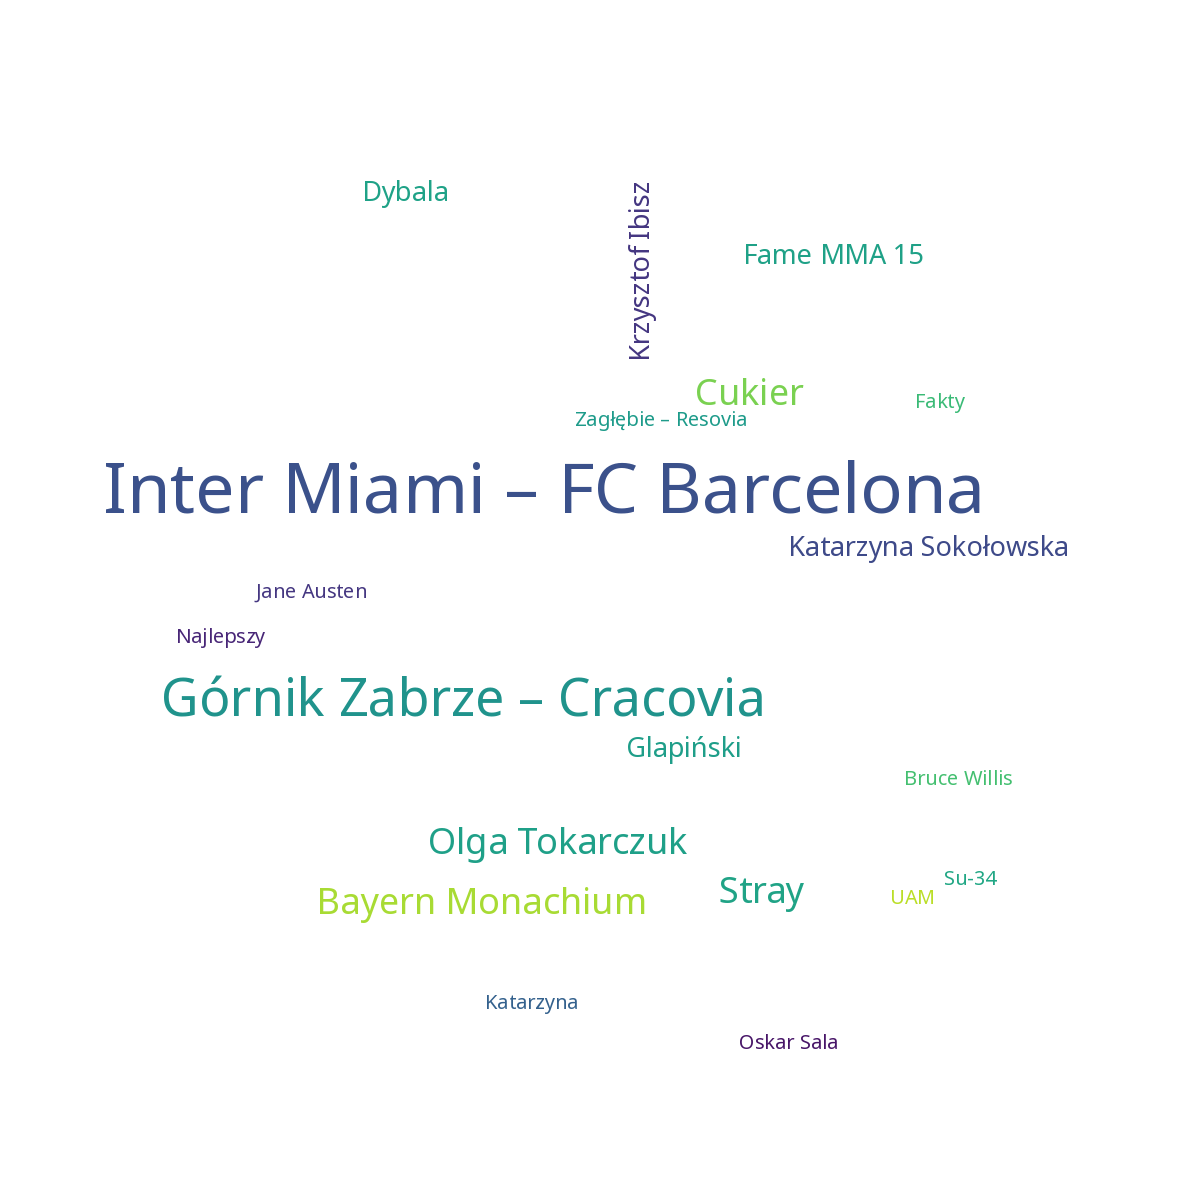 Dybala
Krzysztof Ibisz
Fame MMA 15
Cukier
Fakty
Zagłębie – Resovia
Inter Miami – FC Barcelona
Katarzyna Sokołowska
Jane Austen
Najlepszy
Górnik Zabrze – Cracovia
Glapiński
Bruce Willis
Olga Tokarczuk
Su-34
Stray
UAM
Bayern Monachium
Katarzyna
Oskar Sala